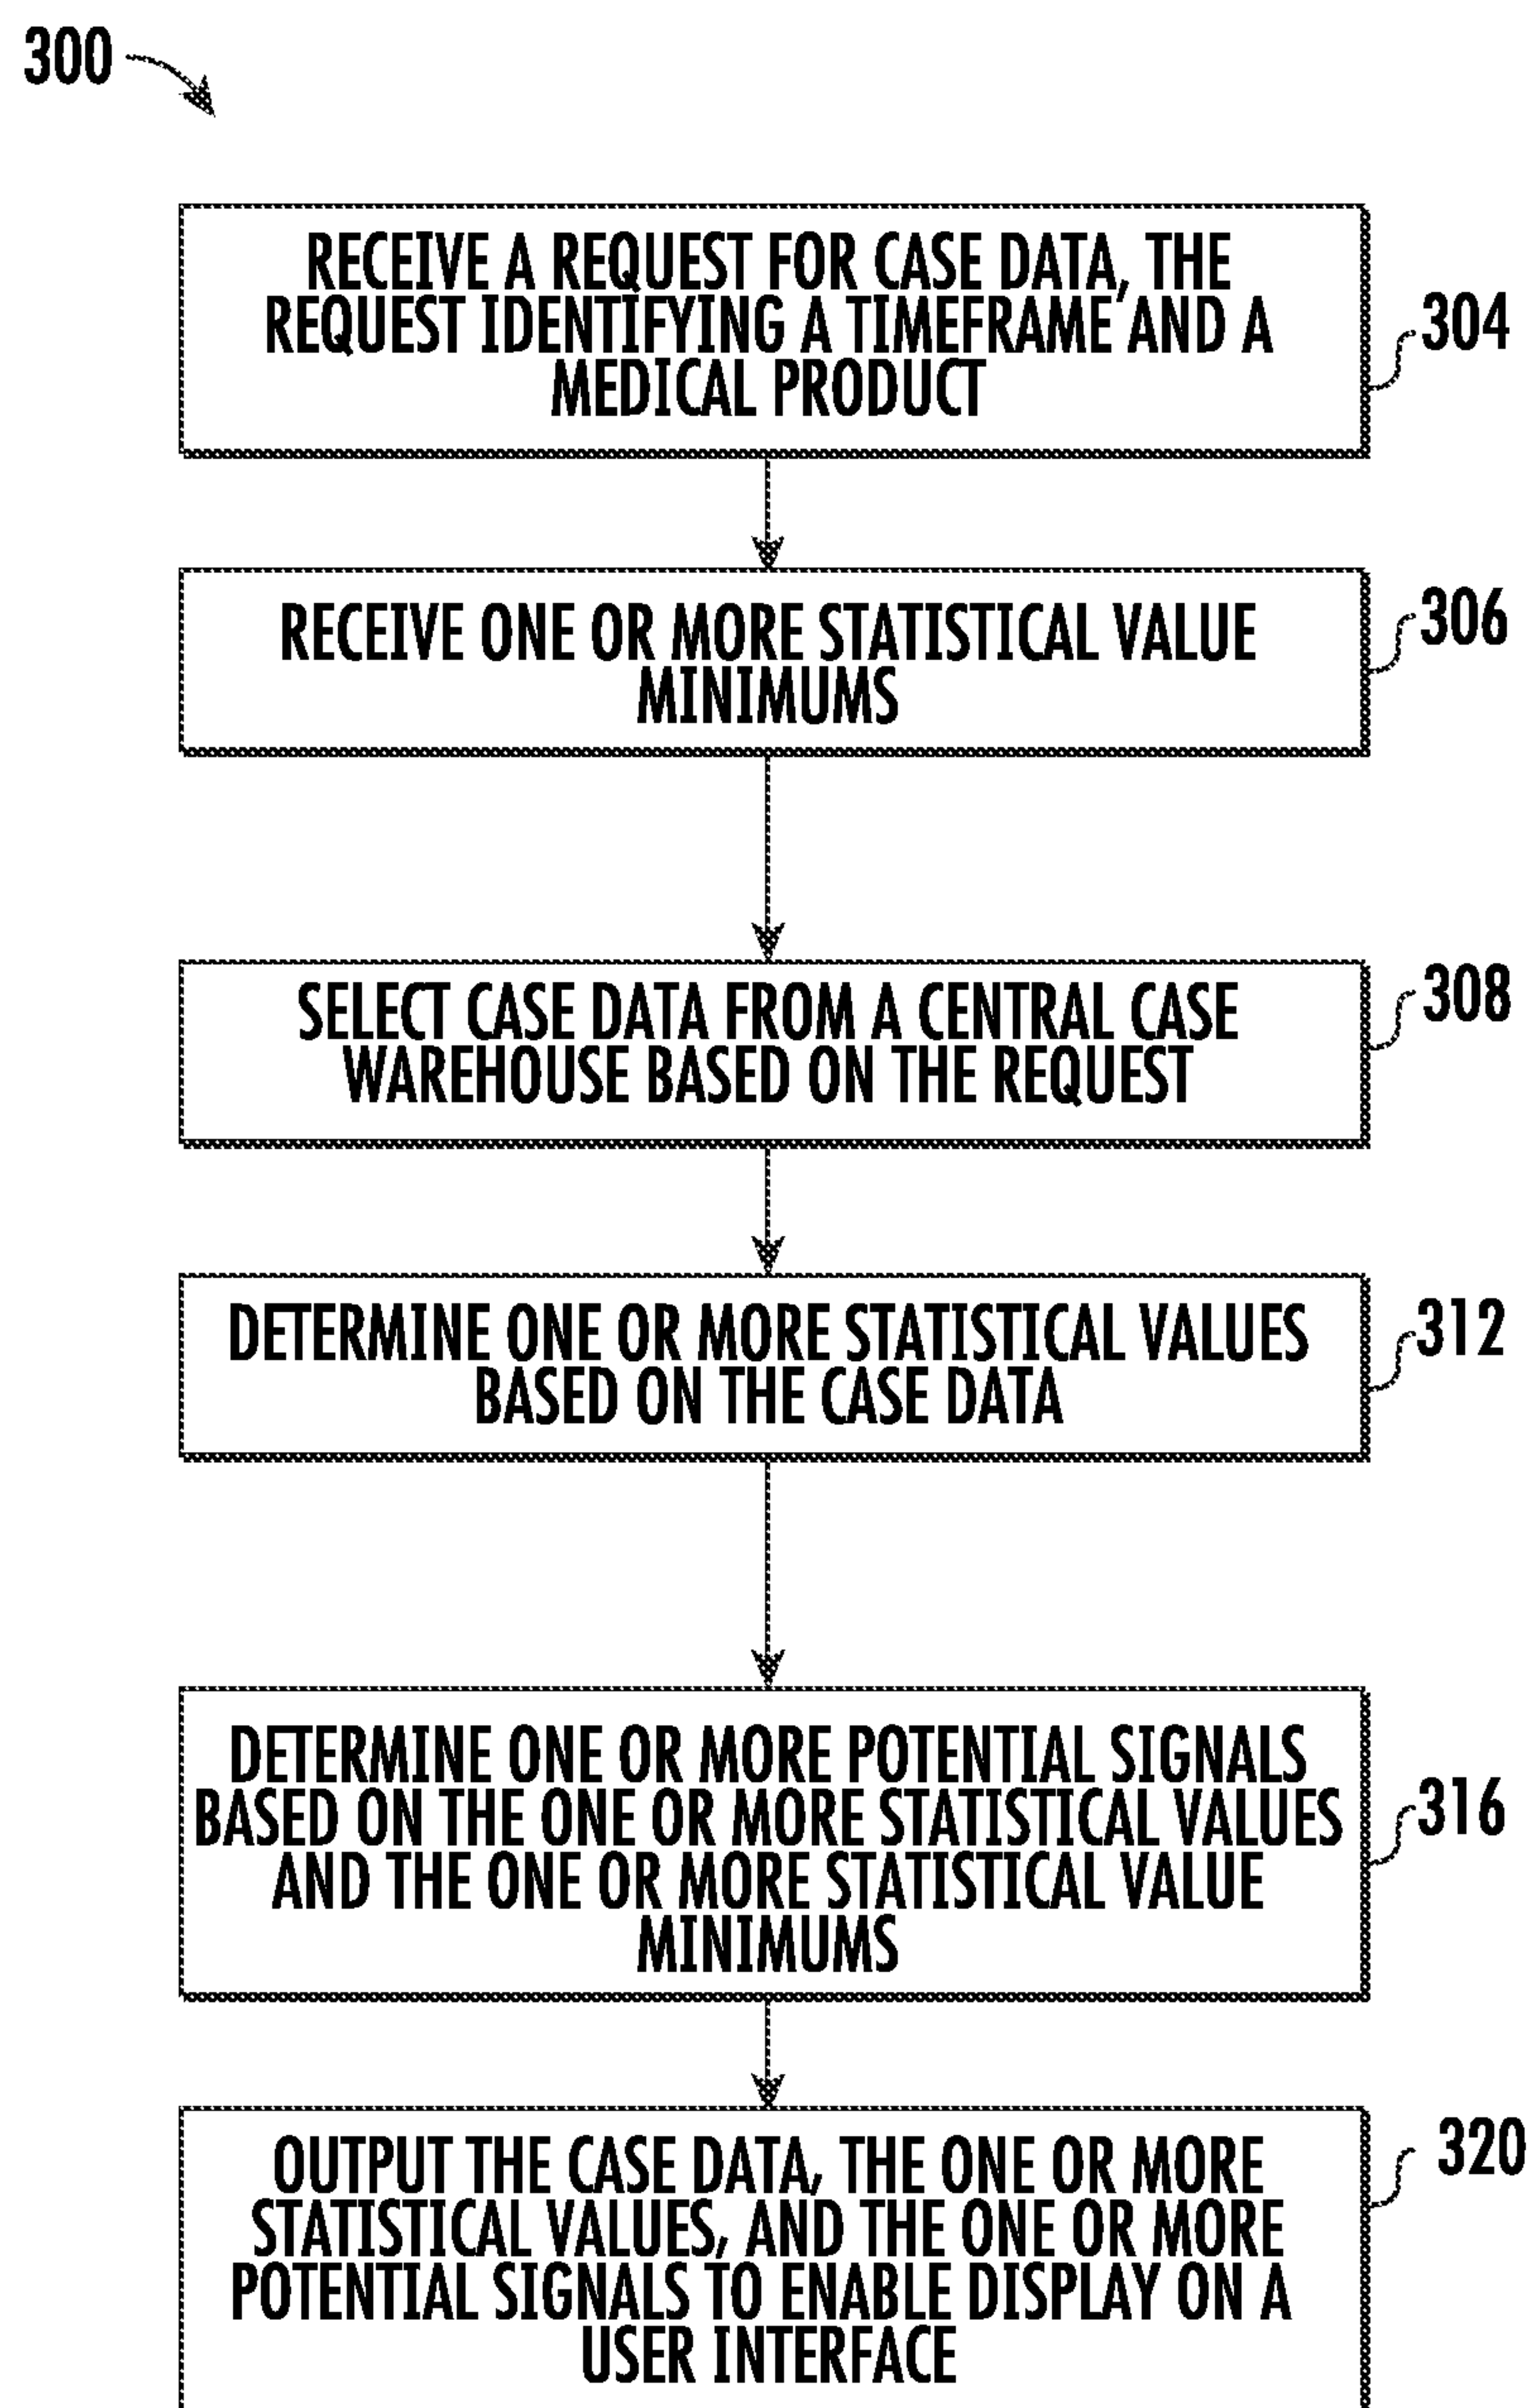 300
RECEIVE A REQUEST FOR CASE DATA, THE
REQUEST IDENTIFYING A TIMEFRAME AND A
MEDICAL PRODUCT
304
RECEIVE ONE OR MORE STATISTICAL VALUE
MINIMUMS
306
SELECT CASE DATA FROM A CENTRAL CASE
WAREHOUSE BASED ON THE REQUEST
308
DETERMINE ONE OR MORE STATISTICAL VALUES
BASED ON THE CASE DATA
312
DETERMINE ONE OR MORE POTENTIAL SIGNALS
BASED ON THE ONE OR MORE STATISTICAL VALUES
AND THE ONE OR MORE STATISTICAL VALUE
MINIMUMS
316
OUTPUT THE CASE DATA, THE ONE OR MORE
STATISTICAL VALUES, AND THE ONE OR MORE
POTENTIAL SIGNALS TO ENABLE DISPLAY ON A
USER INTERFACE
320